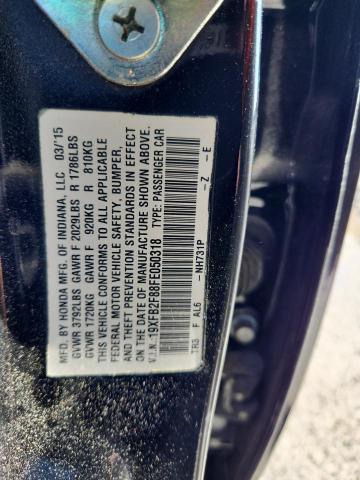 MFD. BY HONDA MFG. OF INDIANA, LLC 03/15
GVWR 3792LBS GAWR F 2029LBS R 1786LBS
GVWR 1720KG GAWR F 920KG R 810KG
THIS VEHICLE CONFORMS TO ALL APPLICABLE
FEDERAL MOTOR VEHICLE SAFETY, BUMPER,
AND THEFT PREVENTION STANDARDS IN EFFECT
ON THE DATE OF MANUFACTURE SHOWN ABOVE.
V.I.N. 19XFB2F88FE050318 TYPE: PASSENGER CAR
NH731P - Z - E
TR3 F AL6